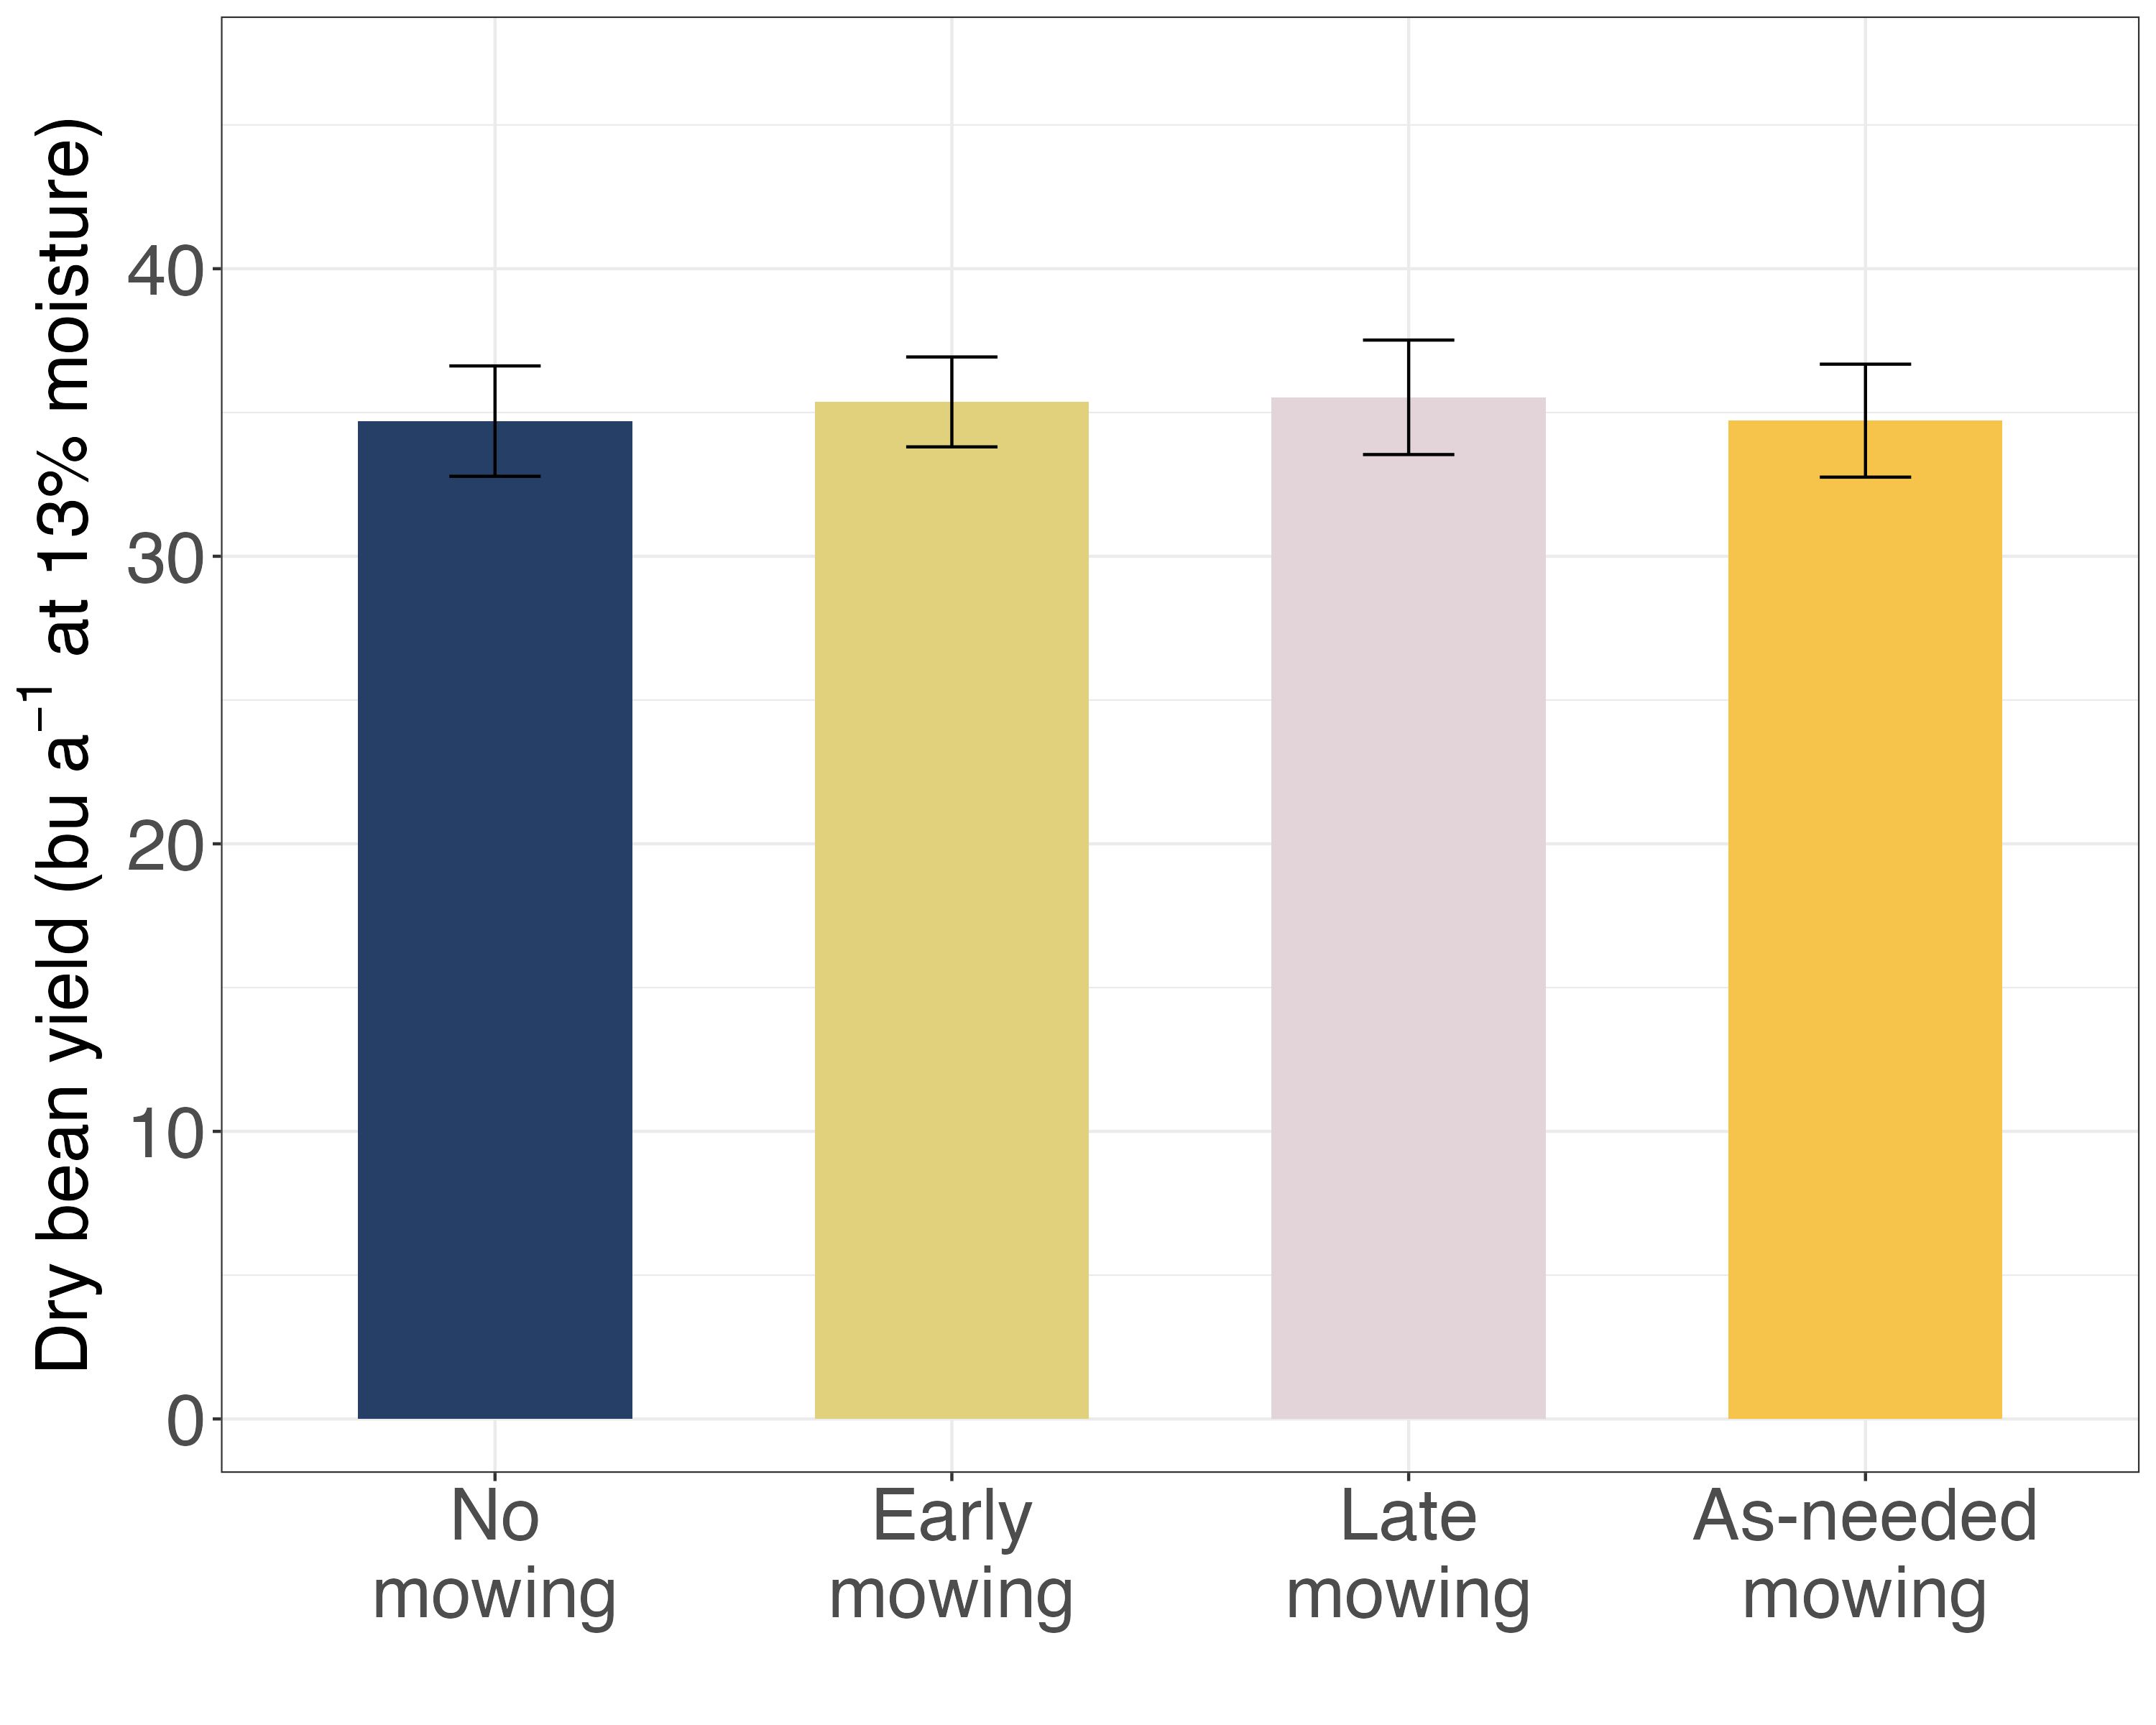 Dry bean yield (bu a⁻¹ at 13% moisture)
40
30
20
10
0
No mowing
Early mowing
Late mowing
As-needed mowing